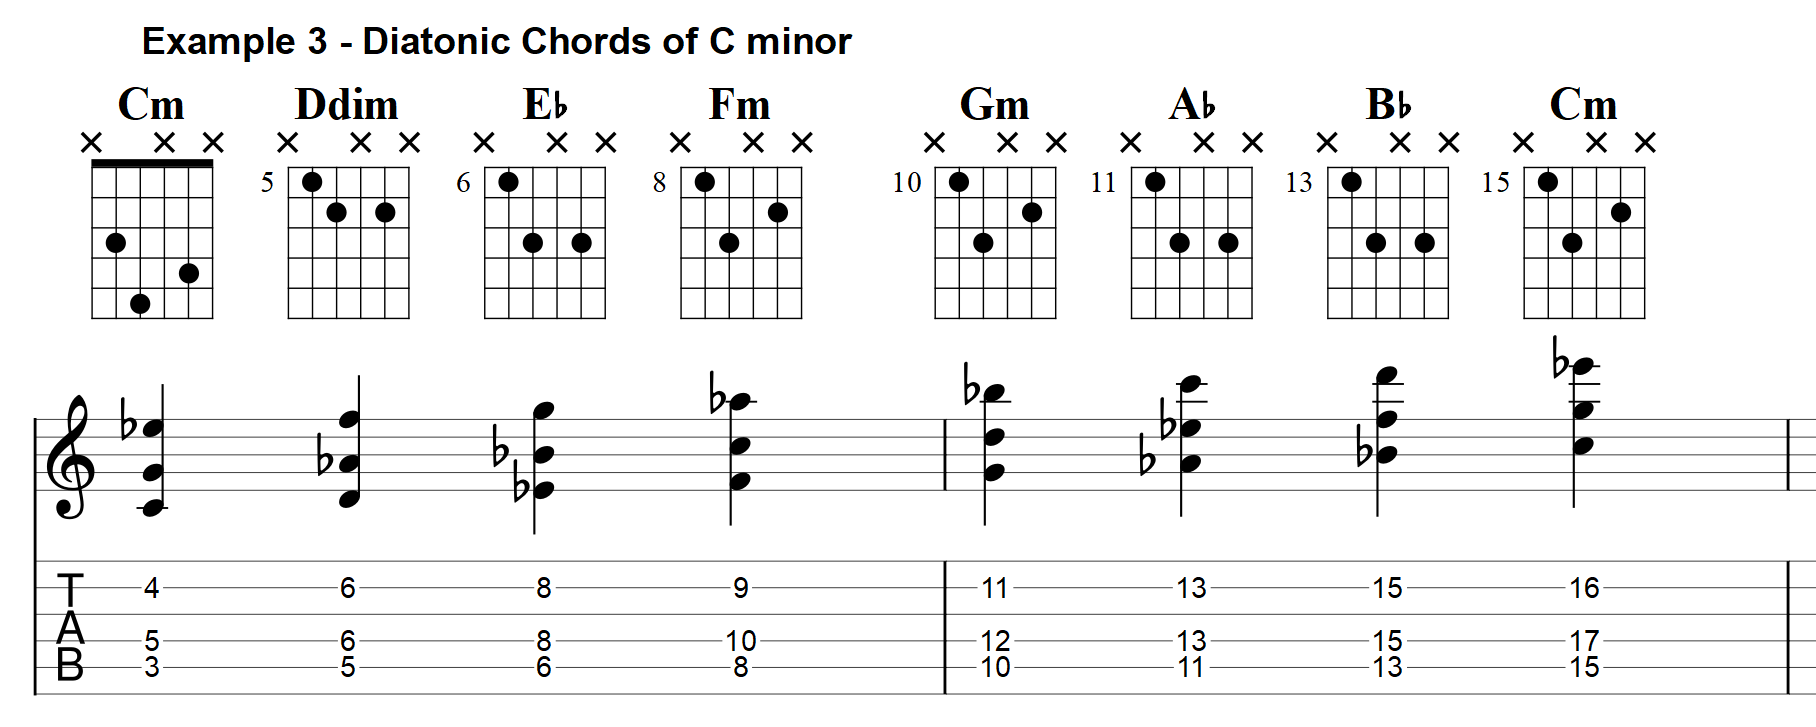 Example 3 - Diatonic Chords of C minor
Cm Ddim E♭ Fm Gm A♭ B♭ Cm
× × × × × × × × × × × × × × × × × × × × × × × ×
5 6 8 10 11 13 15
T 4 6 8 9 11 13 15 16
A 5 6 8 10 12 13 15 17
B 3 5 6 8 10 11 13 15